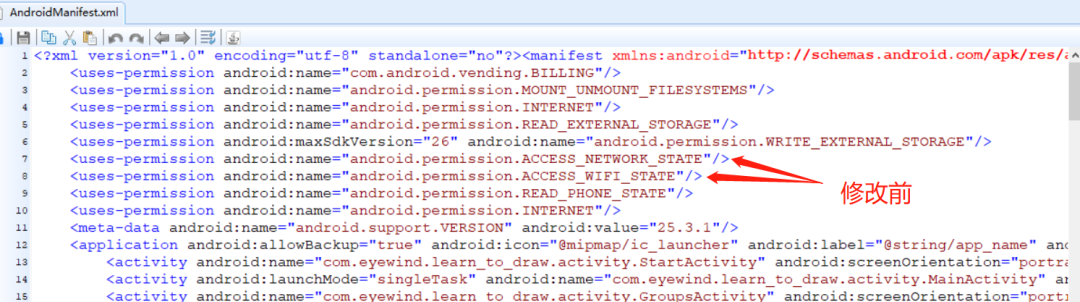 AndroidManifest.xml
1 <?xml version="1.0" encoding="utf-8" standalone="no"?><manifest xmlns:android="http://schemas.android.com/apk/res/a
2 <uses-permission android:name="com.android.vending.BILLING"/>
3 <uses-permission android:name="android.permission.MOUNT_UNMOUNT_FILESYSTEMS"/>
4 <uses-permission android:name="android.permission.INTERNET"/>
5 <uses-permission android:name="android.permission.READ_EXTERNAL_STORAGE"/>
6 <uses-permission android:maxSdkVersion="26" android:name="android.permission.WRITE_EXTERNAL_STORAGE"/>
7 <uses-permission android:name="android.permission.ACCESS_NETWORK_STATE"/>
8 <uses-permission android:name="android.permission.ACCESS_WIFI_STATE"/>
9 <uses-permission android:name="android.permission.READ_PHONE_STATE"/>
修改前
10 <uses-permission android:name="android.permission.INTERNET"/>
11 <meta-data android:name="android.support.VERSION" android:value="25.3.1"/>
12 <application android:allowBackup="true" android:icon="@mipmap/ic_launcher" android:label="@string/app_name" and
13 <activity android:name="com.eyewind.learn_to_draw.activity.StartActivity" android:screenOrientation="portra
14 <activity android:launchMode="singleTask" android:name="com.eyewind.learn_to_draw.activity.MainActivity" an
15 <activity android:name="com.eyewind.learn_to_draw.activity.GroupsActivity" android:screenOrientation="portr